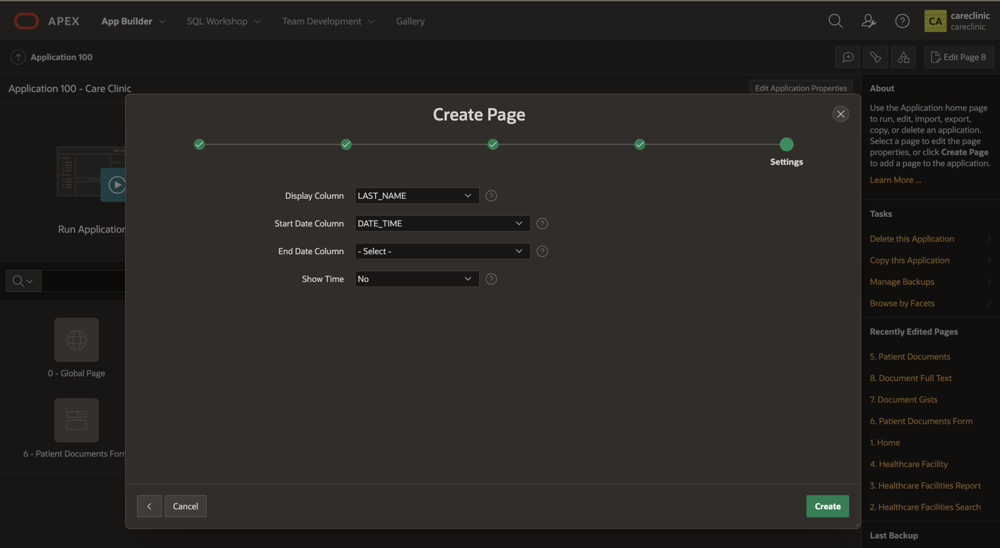 APEX
App Builder
SQL Workshop
Team Development
Gallery
CA
careclinic
careclinic
Application 100
Edit Page 8
Application 100 - Care Clinic
Edit Application Properties
Create Page
Settings
Display Column
LAST_NAME
Start Date Column
DATE_TIME
End Date Column
- Select -
Show Time
No
Cancel
Create
Run Application
0 - Global Page
6 - Patient Documents For
About
Use the Application home page
to run, edit, import, export,
copy, or delete an application.
Select a page to edit the page
properties, or click Create Page
to add a page to the application.
Learn More ...
Tasks
Delete this Application
Copy this Application
Manage Backups
Browse by Facets
Recently Edited Pages
5. Patient Documents
8. Document Full Text
7. Document Gists
6. Patient Documents Form
1. Home
4. Healthcare Facility
3. Healthcare Facilities Report
2. Healthcare Facilities Search
Last Backup